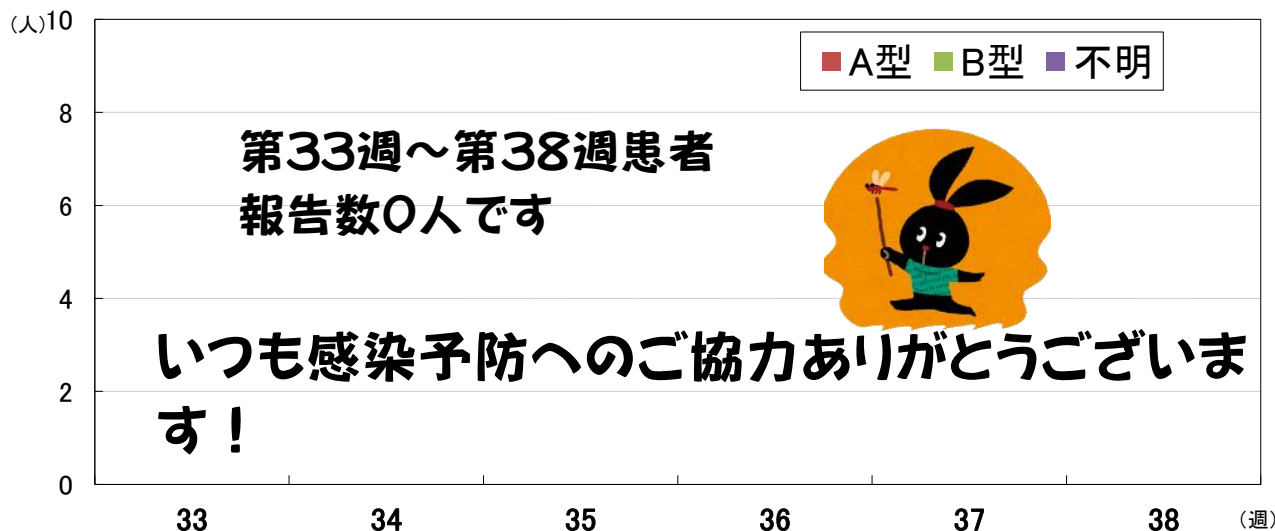 (人)
10
A型 B型 不明
8
第33週～第38週患者
報告数0人です
6
4
いつも感染予防へのご協力ありがとうございま
す！
2
0
33 34 35 36 37 38 (週)